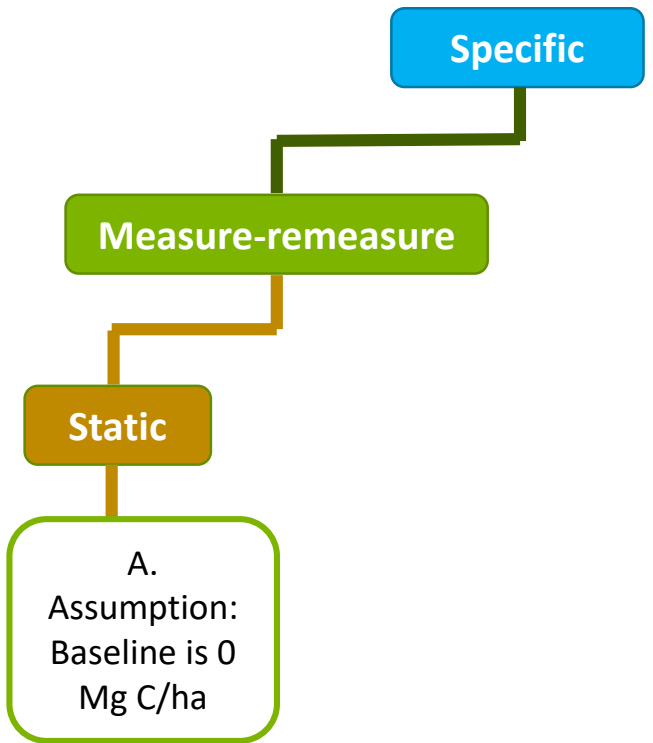 Specific
Measure-remeasure
Static
A.
Assumption:
Baseline is 0
Mg C/ha